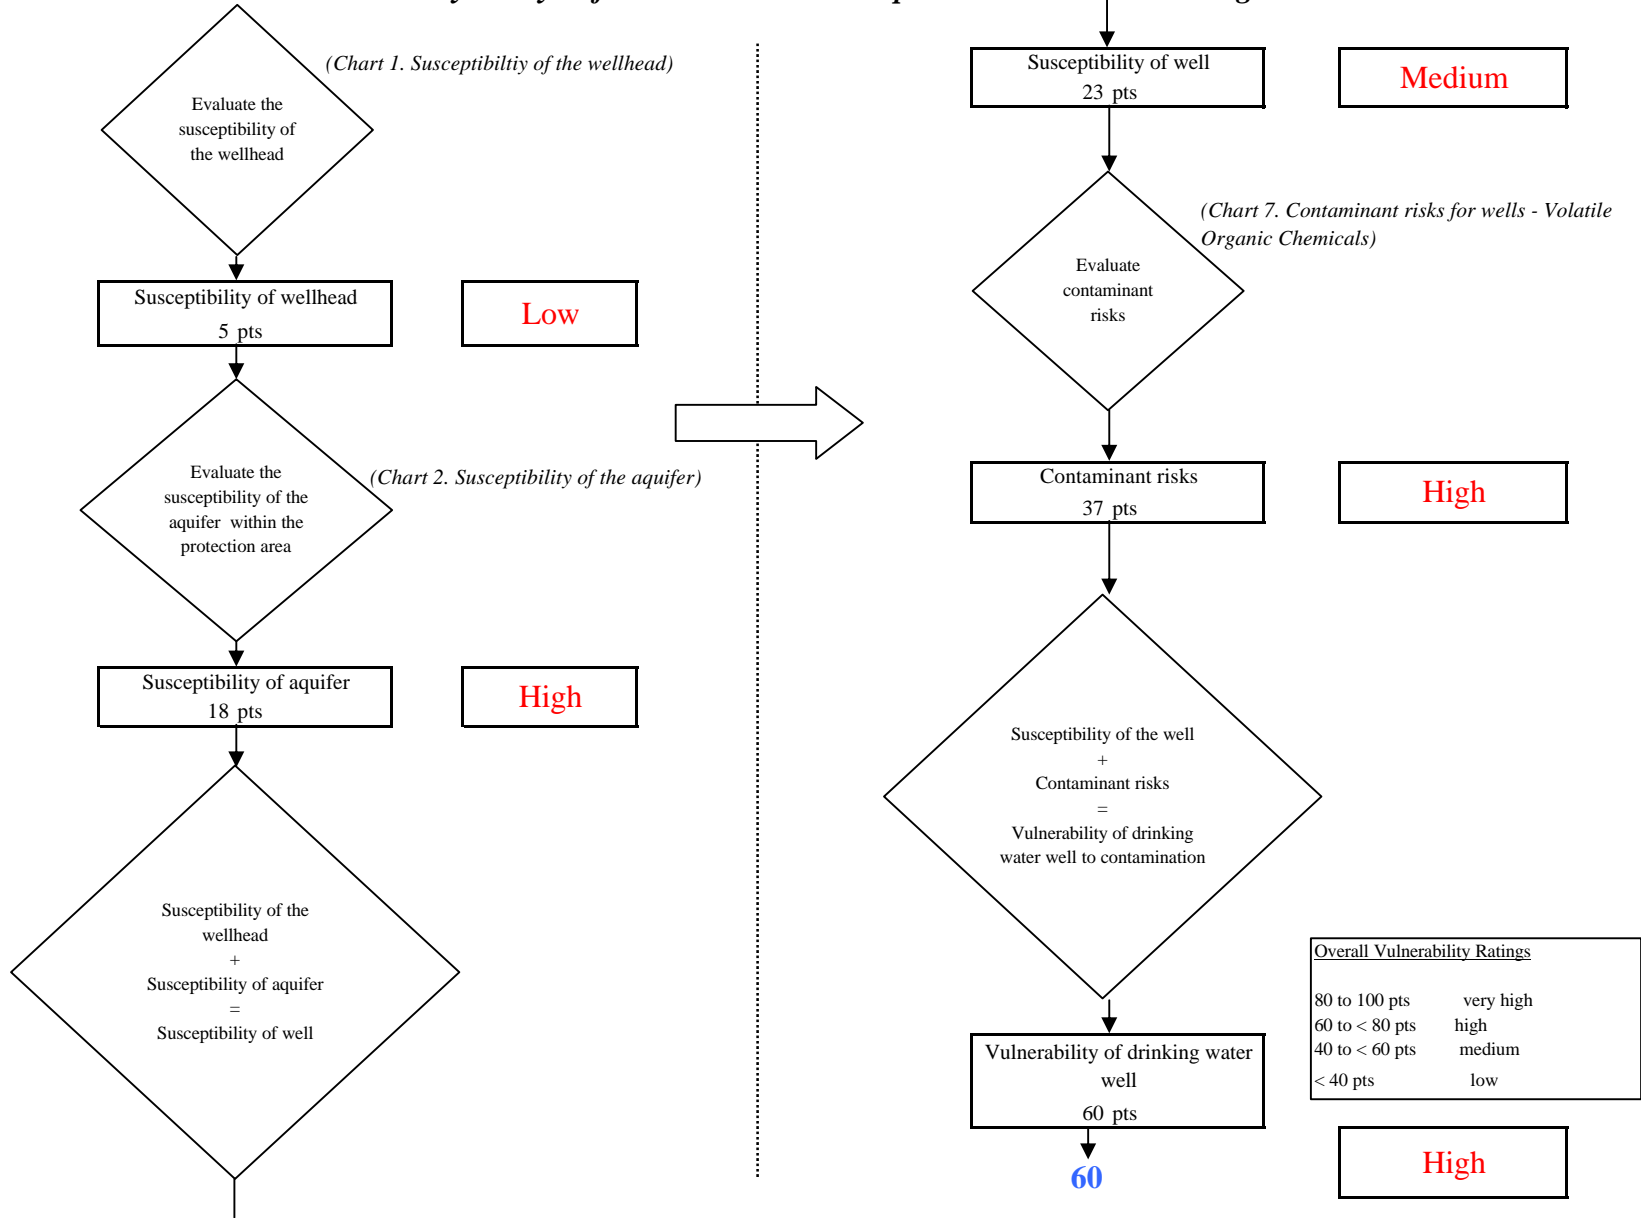 (Chart 1. Susceptibiltiy of the wellhead)
Evaluate the
susceptibility of
the wellhead
Susceptibility of wellhead
5 pts
Low
Evaluate the
susceptibility of the
aquifer within the
protection area
(Chart 2. Susceptibility of the aquifer)
Susceptibility of aquifer
18 pts
High
Susceptibility of the
wellhead
+
Susceptibility of aquifer
=
Susceptibility of well
Susceptibility of well
23 pts
Medium
(Chart 7. Contaminant risks for wells - Volatile
Organic Chemicals)
Evaluate
contaminant
risks
Contaminant risks
37 pts
High
Susceptibility of the well
+
Contaminant risks
=
Vulnerability of drinking
water well to contamination
Overall Vulnerability Ratings
80 to 100 pts very high
60 to < 80 pts high
40 to < 60 pts medium
< 40 pts low
Vulnerability of drinking water
well
60 pts
60
High